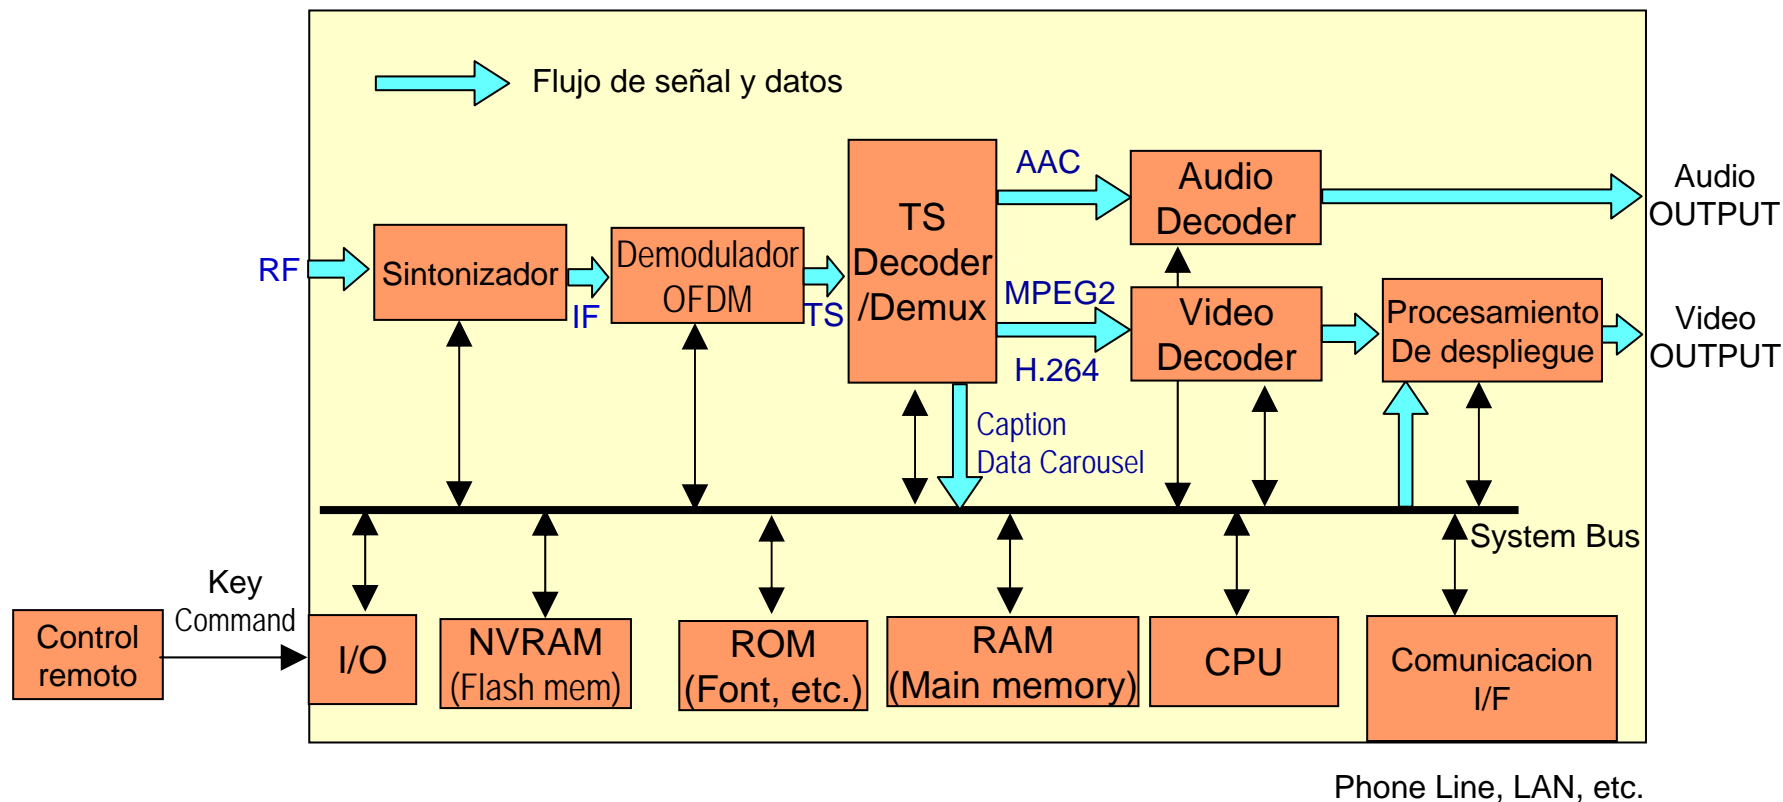 Flujo de señal y datos
RF
Sintonizador
IF
Demodulador
OFDM
TS
TS
Decoder
/Demux
AAC
Audio
Decoder
Audio
OUTPUT
MPEG2
H.264
Video
Decoder
Procesamiento
De despliegue
Video
OUTPUT
Caption
Data Carousel
System Bus
Key
Command
Control
remoto
I/O
NVRAM
(Flash mem)
ROM
(Font, etc.)
RAM
(Main memory)
CPU
Comunicacion
I/F
Phone Line, LAN, etc.